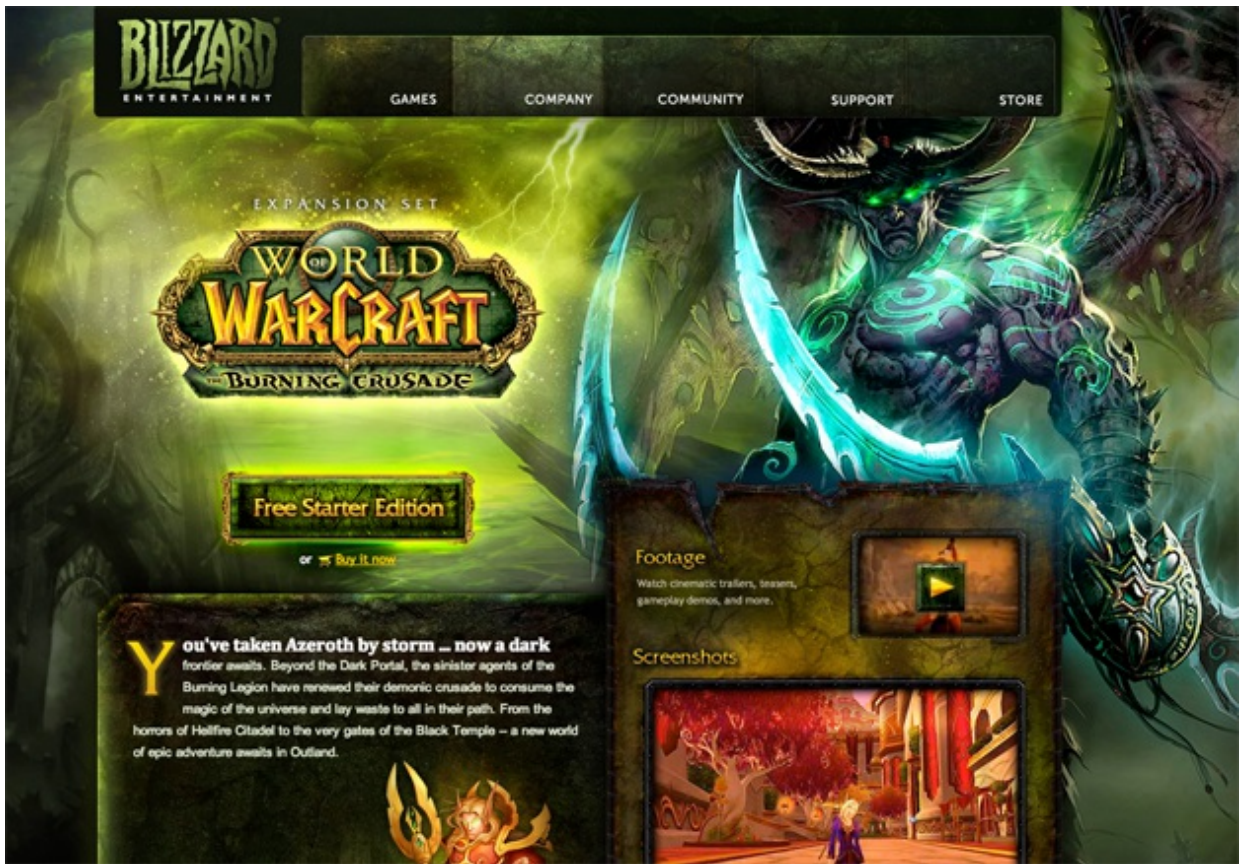 BLIZZARD
ENTERTAINMENT
GAMES COMPANY COMMUNITY SUPPORT STORE
EXPANSION SET
WORLD OF
WARCRAFT
THE BURNING CRUSADE
Free Starter Edition
or Buy it now
Footage
Watch cinematic trailers, teasers,
gameplay demos, and more.
Screenshots
You've taken Azeroth by storm ... now a dark
frontier awaits. Beyond the Dark Portal, the sinister agents of the
Burning Legion have renewed their demonic crusade to consume the
magic of the universe and lay waste to all in their path. From the
horrors of Hellfire Citadel to the very gates of the Black Temple – a new world
of epic adventure awaits in Outland.